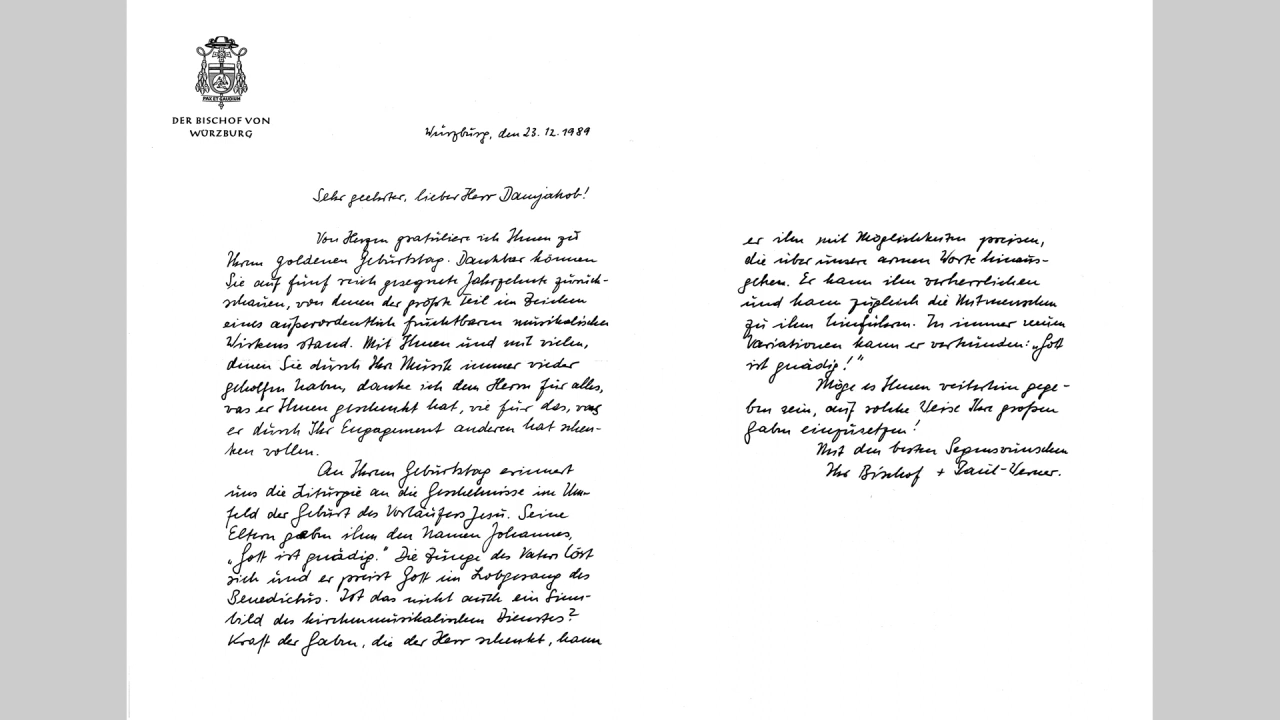 PAX ET GAUDIUM
DER BISCHOF VON
WÜRZBURG
Würzburg, den 23.12.1989
Sehr geehrter, lieber Herr Damjakob!
Von Herzen gratuliere ich Ihnen zu
Ihrem goldenen Geburtstag. Dankbar können
Sie auf fünf reich gesegnete Jahrzehnte zurück-
schauen, von denen der größte Teil im Zeichen
eines außerordentlich fruchtbaren musikalischen
Wirkens stand. Mit Ihnen und mit vielen,
denen Sie durch Ihre Musik immer wieder
geholfen haben, danke ich dem Herrn für alles,
was er Ihnen geschenkt hat, wie für das, was
er durch Ihr Engagement anderen hat schen-
ken wollen.
An Ihrem Geburtstag erinnert
uns die Liturgie an die Geschehnisse im Um-
feld der Geburt des Vorläufers Jesu. Seine
Eltern gaben ihm den Namen Johannes,
„Gott ist gnädig." Die Zunge des Vaters löst
sich und er preist Gott im Lobgesang des
Benedictus. Ist das nicht auch ein Sinn-
bild des kirchenmusikalischen Dienstes?
Kraft der Gaben, die der Herr schenkt, kann
er ihn mit Möglichkeiten preisen,
die über unsere armen Worte hinaus-
gehen. Er kann ihn verherrlichen
und kann zugleich die Mitmenschen
zu ihm hinführen. In immer neuen
Variationen kann er verkünden: „Gott
ist gnädig!"
Möge es Ihnen weiterhin gege-
ben sein, auf solche Weise Ihre großen
Gaben einzusetzen!
Mit den besten Segenswünschen
Ihr Bischof + Paul-Werner.